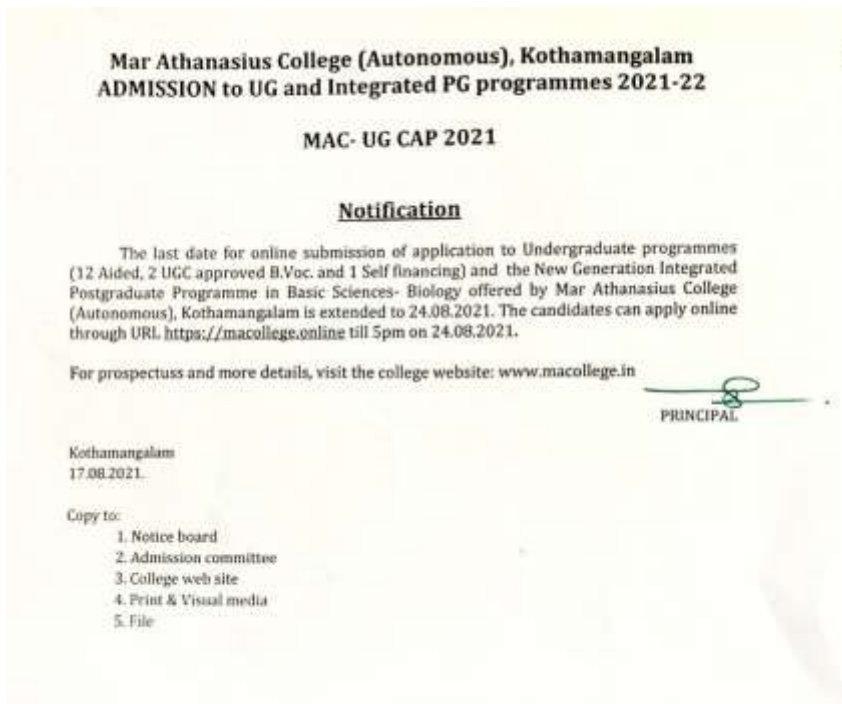 Mar Athanasius College (Autonomous), Kothamangalam
ADMISSION to UG and Integrated PG programmes 2021-22
MAC- UG CAP 2021
Notification
The last date for online submission of application to Undergraduate programmes
(12 Aided, 2 UGC approved B.Voc. and 1 Self financing) and the New Generation Integrated
Postgraduate Programme in Basic Sciences- Biology offered by Mar Athanasius College
(Autonomous), Kothamangalam is extended to 24.08.2021. The candidates can apply online
through URL https://macollege.online till 5pm on 24.08.2021.
For prospectuss and more details, visit the college website: www.macollege.in
PRINCIPAL
Kothamangalam
17.08.2021.
Copy to:
1. Notice board
2. Admission committee
3. College web site
4. Print & Visual media
5. File